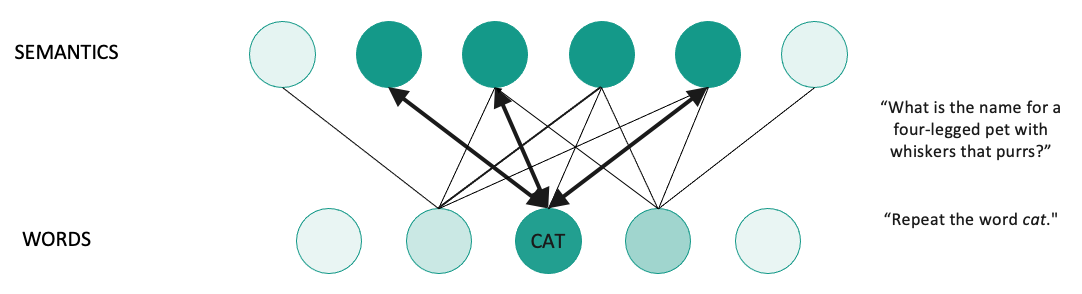 SEMANTICS
“What is the name for a
four-legged pet with
whiskers that purrs?”
WORDS
CAT
“Repeat the word cat."